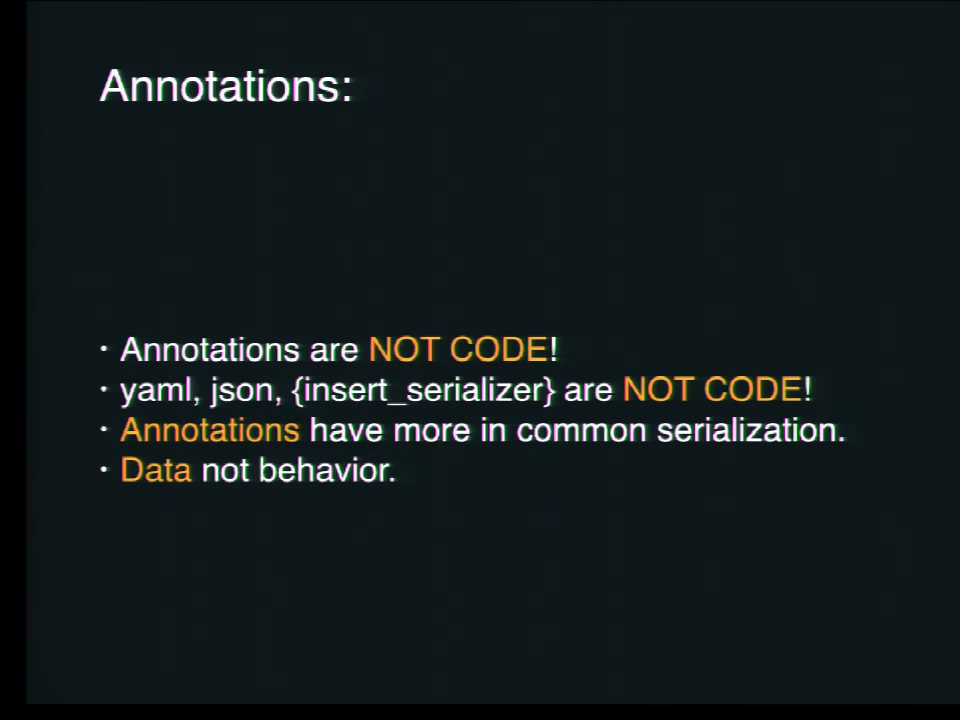 Annotations:
· Annotations are NOT CODE!
· yaml, json, {insert_serializer} are NOT CODE!
· Annotations have more in common serialization.
· Data not behavior.